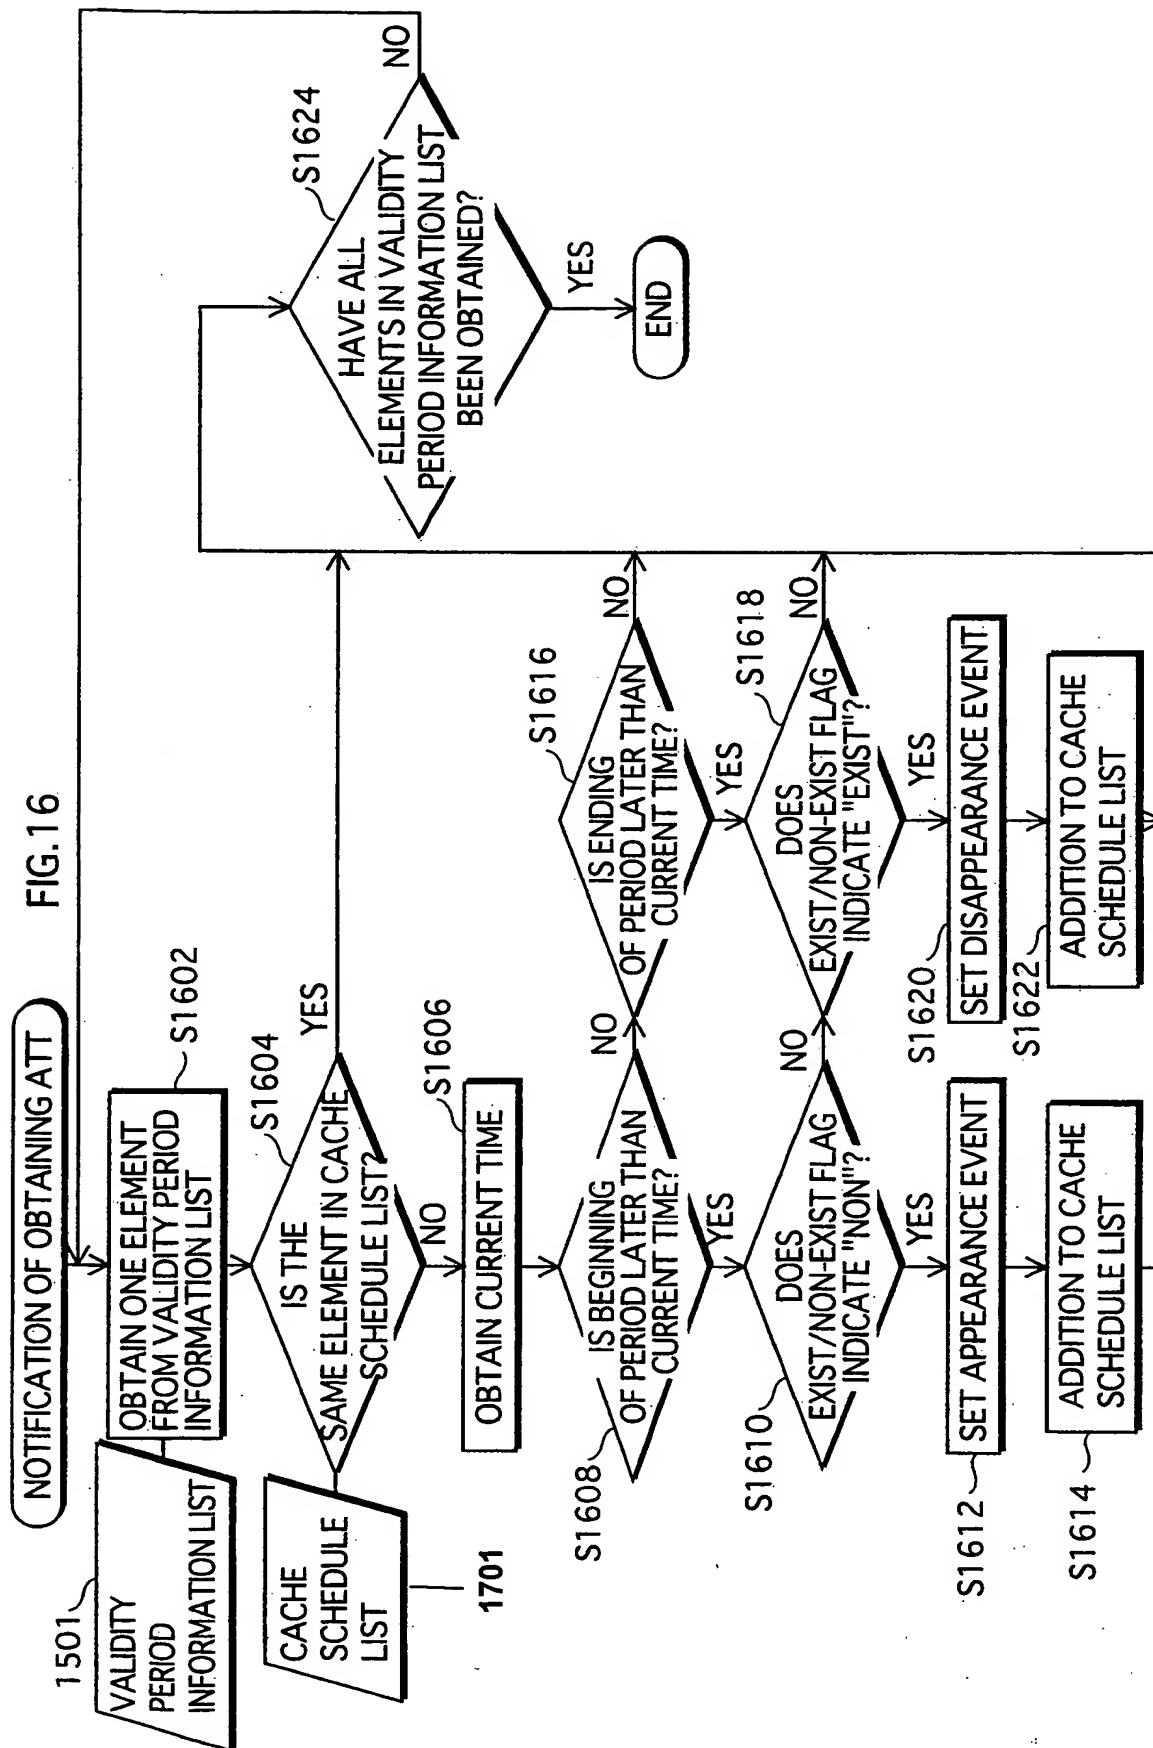 FIG.16
NOTIFICATION OF OBTAINING ATT
1501
VALIDITY
PERIOD
INFORMATION LIST
S1602
OBTAIN ONE ELEMENT
FROM VALIDITY PERIOD
INFORMATION LIST
S1604
IS THE
SAME ELEMENT IN CACHE
SCHEDULE LIST?
YES
NO
CACHE
SCHEDULE
LIST
1701
S1606
OBTAIN CURRENT TIME
S1608
IS BEGINNING
OF PERIOD LATER THAN
CURRENT TIME?
NO
YES
S1610
DOES
EXIST/NON-EXIST FLAG
INDICATE "NON"?
NO
YES
S1612
SET APPEARANCE EVENT
S1614
ADDITION TO CACHE
SCHEDULE LIST
S1616
IS ENDING
OF PERIOD LATER THAN
CURRENT TIME?
NO
YES
S1618
DOES
EXIST/NON-EXIST FLAG
INDICATE "EXIST"?
NO
YES
S1620
SET DISAPPEARANCE EVENT
S1622
ADDITION TO CACHE
SCHEDULE LIST
S1624
HAVE ALL
ELEMENTS IN VALIDITY
PERIOD INFORMATION LIST
BEEN OBTAINED?
NO
YES
END